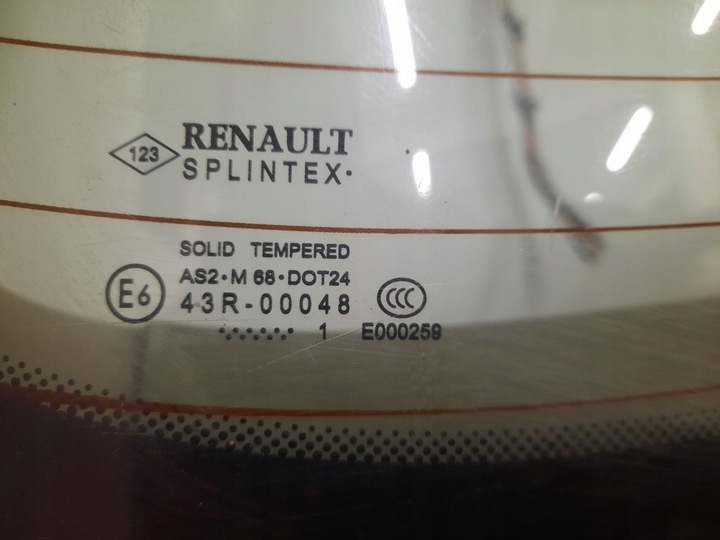 123 RENAULT
SPLINTEX·
SOLID TEMPERED
AS2·M 68·DOT24
E6 43R-00048 CCC
....... 1 E000259